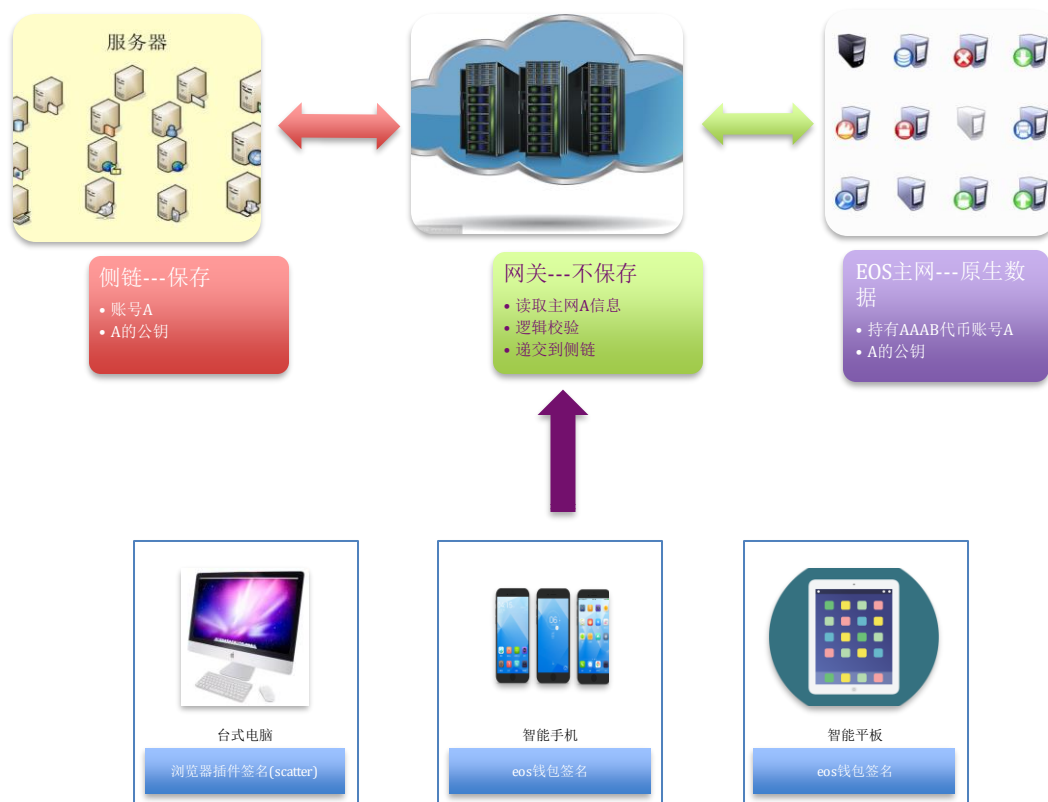 服务器
侧链---保存
• 账号A
• A的公钥
网关---不保存
• 读取主网A信息
• 逻辑校验
• 递交到侧链
EOS主网---原生数
据
• 持有AAAB代币账号A
• A的公钥
台式电脑
浏览器插件签名(scatter)
智能手机
eos钱包签名
智能平板
eos钱包签名